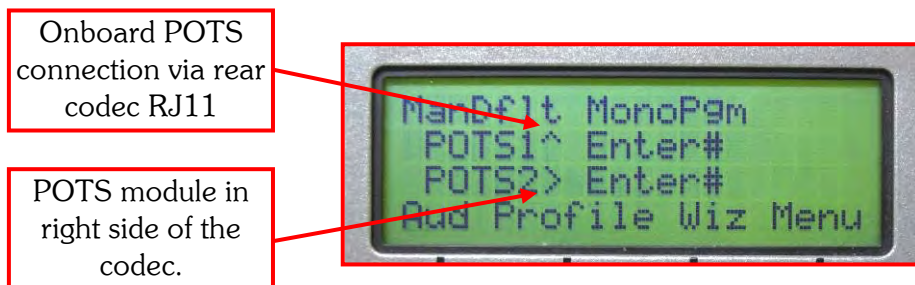 Onboard POTS
connection via rear
codec RJ11
POTS module in
right side of the
codec.
ManDflt MonoPgm
POTS1^ Enter#
POTS2> Enter#
Aud Profile Wiz Menu